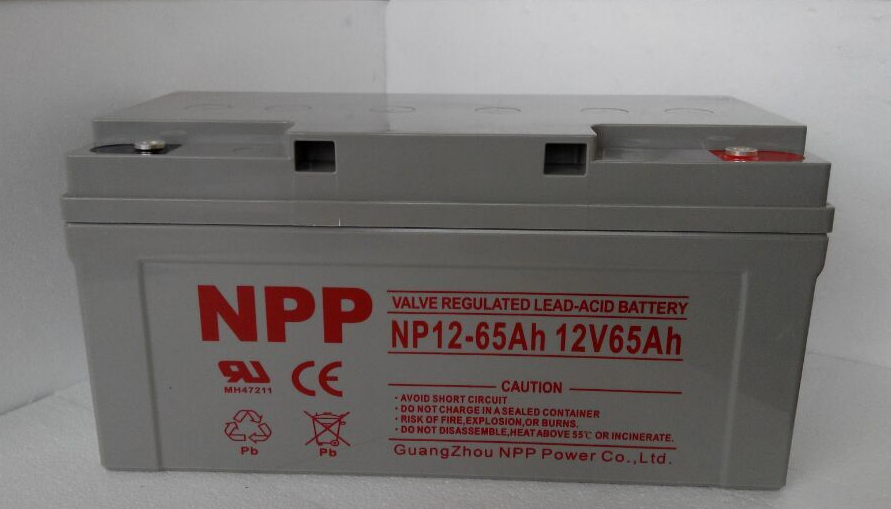 NPP
VALVE REGULATED LEAD-ACID BATTERY
NP12-65Ah 12V65Ah
MH47211
CE
Pb
Pb
CAUTION
· AVOID SHORT CIRCUIT
· DO NOT CHARGE IN A SEALED CONTAINER
· RISK OF FIRE,EXPLOSION,OR BURNS.
· DO NOT DISASSEMBLE,HEAT ABOVE 55℃ OR INCINERATE.
GuangZhou NPP Power Co.,Ltd.